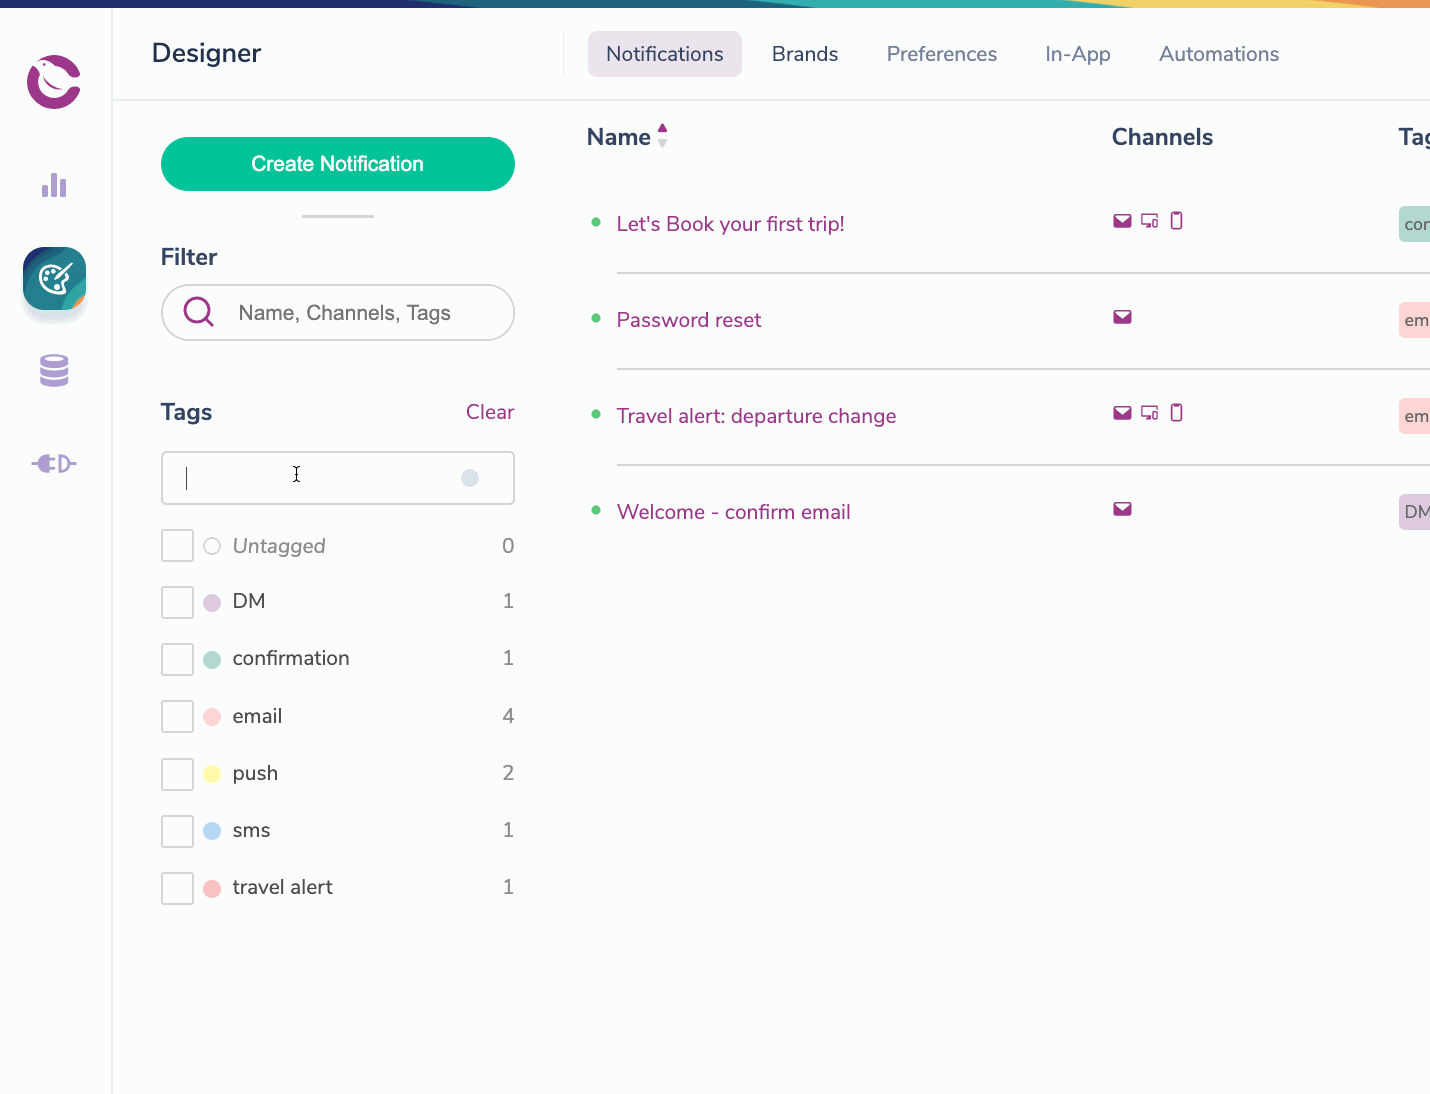 Designer
Notifications
Brands
Preferences
In-App
Automations
Create Notification
Filter
Name, Channels, Tags
Tags
Clear
Untagged 0
DM 1
confirmation 1
email 4
push 2
sms 1
travel alert 1
Name
Channels
Tag
Let's Book your first trip!
con
Password reset
em
Travel alert: departure change
em
Welcome - confirm email
DM